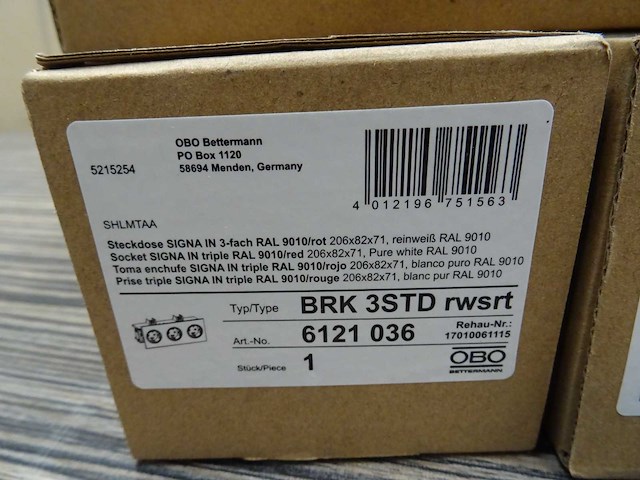 OBO Bettermann
PO Box 1120
58694 Menden, Germany
5215254
4 012196 751563
SHLMTAA
Steckdose SIGNA IN 3-fach RAL 9010/rot 206x82x71, reinweiß RAL 9010
Socket SIGNA IN triple RAL 9010/red 206x82x71, Pure white RAL 9010
Toma enchufe SIGNA IN triple RAL 9010/rojo 206x82x71, blanco puro RAL 9010
Prise triple SIGNA IN RAL 9010/rouge 206x82x71, blanc pur RAL 9010
Typ/Type BRK 3STD rwsrt
Art.-No. 6121 036 Rehau-Nr.:
17010061115
Stück/Piece 1
OBO
BETTERMANN